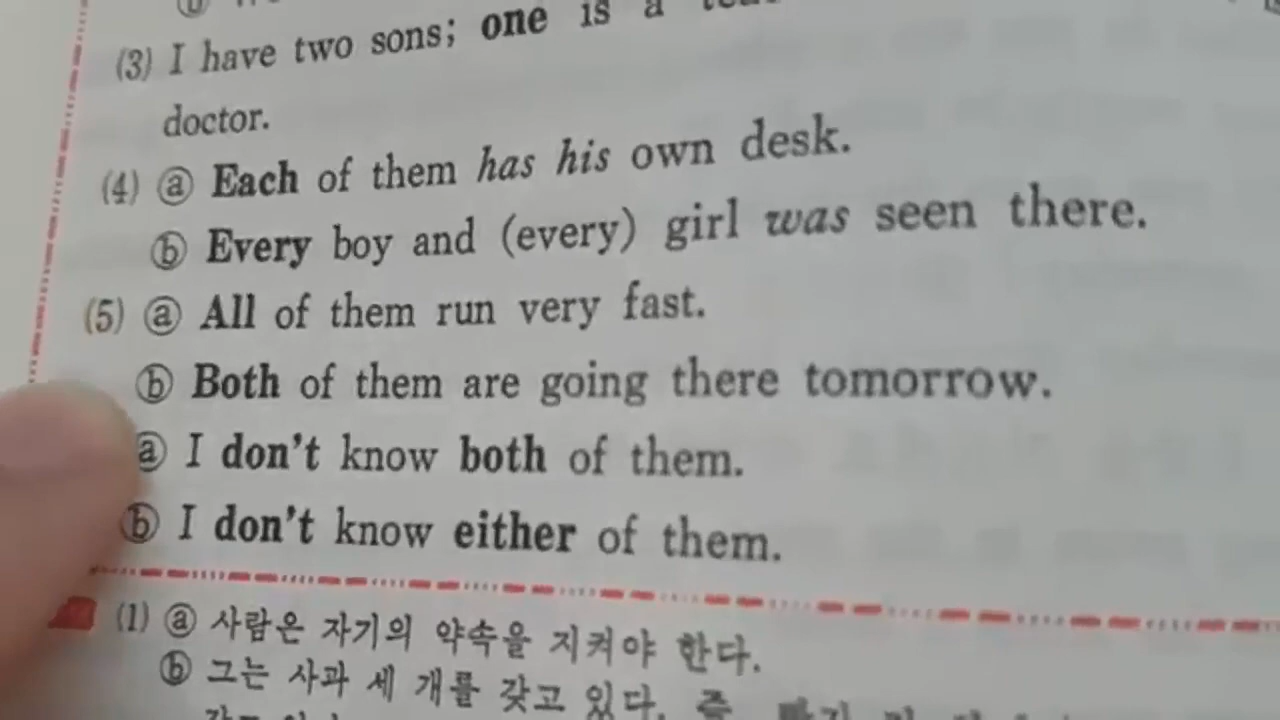 (3) I have two sons; one is a
doctor.
(4) ⓐ Each of them has his own desk.
ⓑ Every boy and (every) girl was seen there.
(5) ⓐ All of them run very fast.
ⓑ Both of them are going there tomorrow.
ⓐ I don't know both of them.
ⓑ I don't know either of them.
(1) ⓐ 사람은 자기의 약속을 지켜야 한다.
ⓑ 그는 사과 세 개를 갖고 있다. 즉